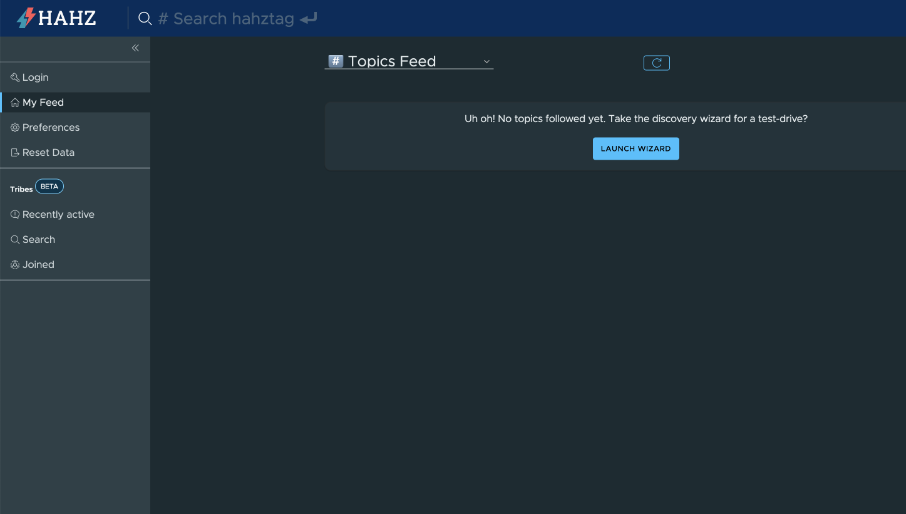 HAHZ
# Search hahztag
Login
My Feed
Preferences
Reset Data
Tribes BETA
Recently active
Search
Joined
# Topics Feed
Uh oh! No topics followed yet. Take the discovery wizard for a test-drive?
LAUNCH WIZARD